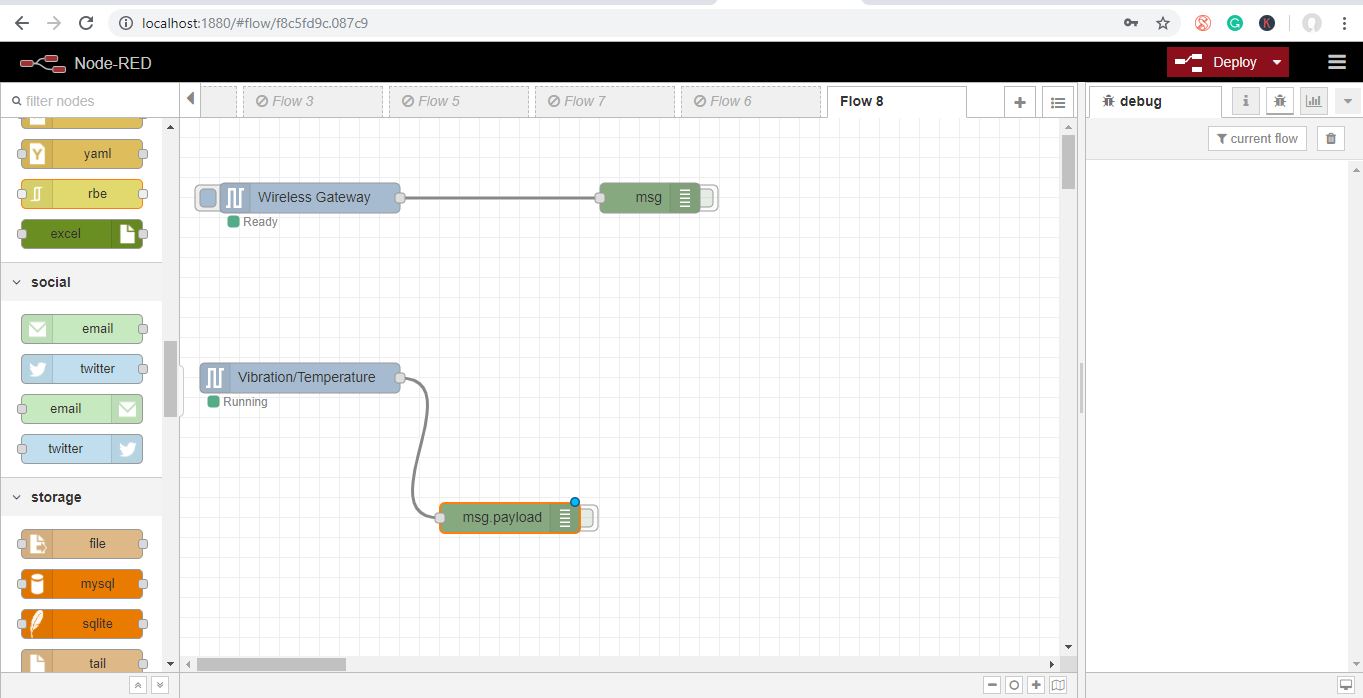 localhost:1880/#flow/f8c5fd9c.087c9
K
Node-RED
Deploy
filter nodes
Flow 3
Flow 5
Flow 7
Flow 6
Flow 8
debug
i
current flow
yaml
rbe
excel
social
email
twitter
email
twitter
storage
file
mysql
sqlite
tail
Wireless Gateway
msg
Ready
Vibration/Temperature
Running
msg.payload